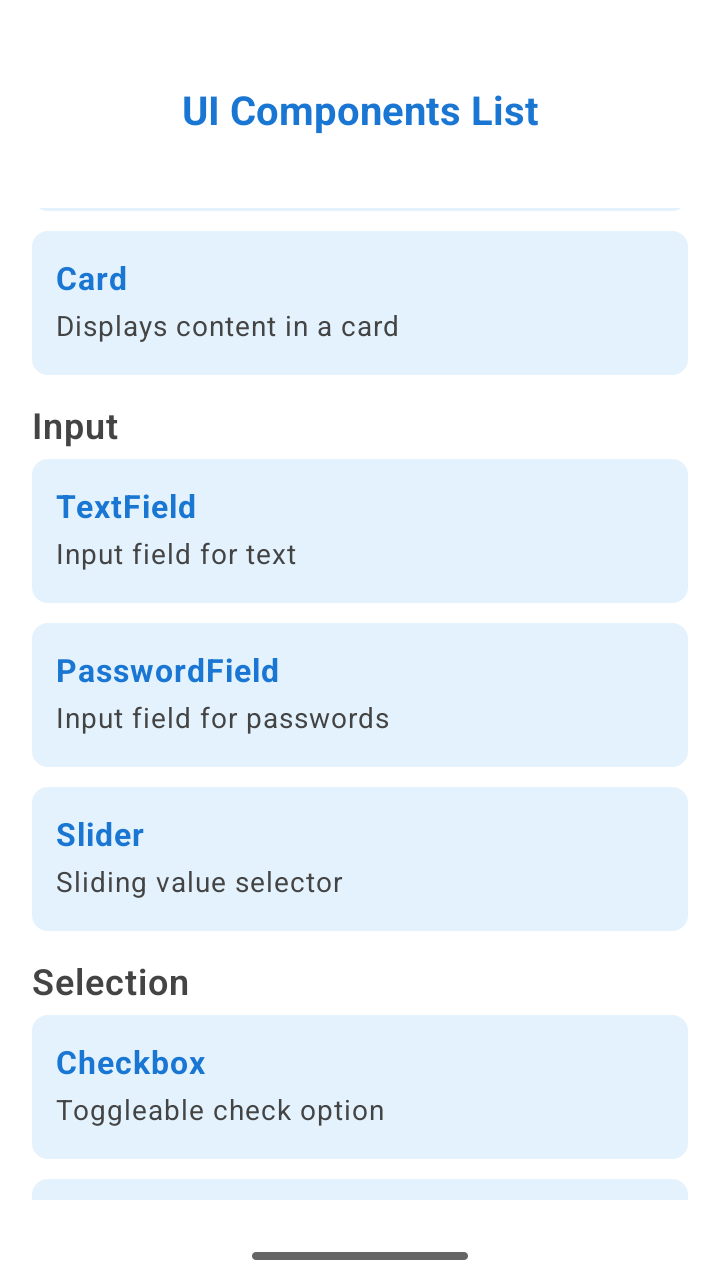 UI Components List
Card
Displays content in a card
Input
TextField
Input field for text
PasswordField
Input field for passwords
Slider
Sliding value selector
Selection
Checkbox
Toggleable check option